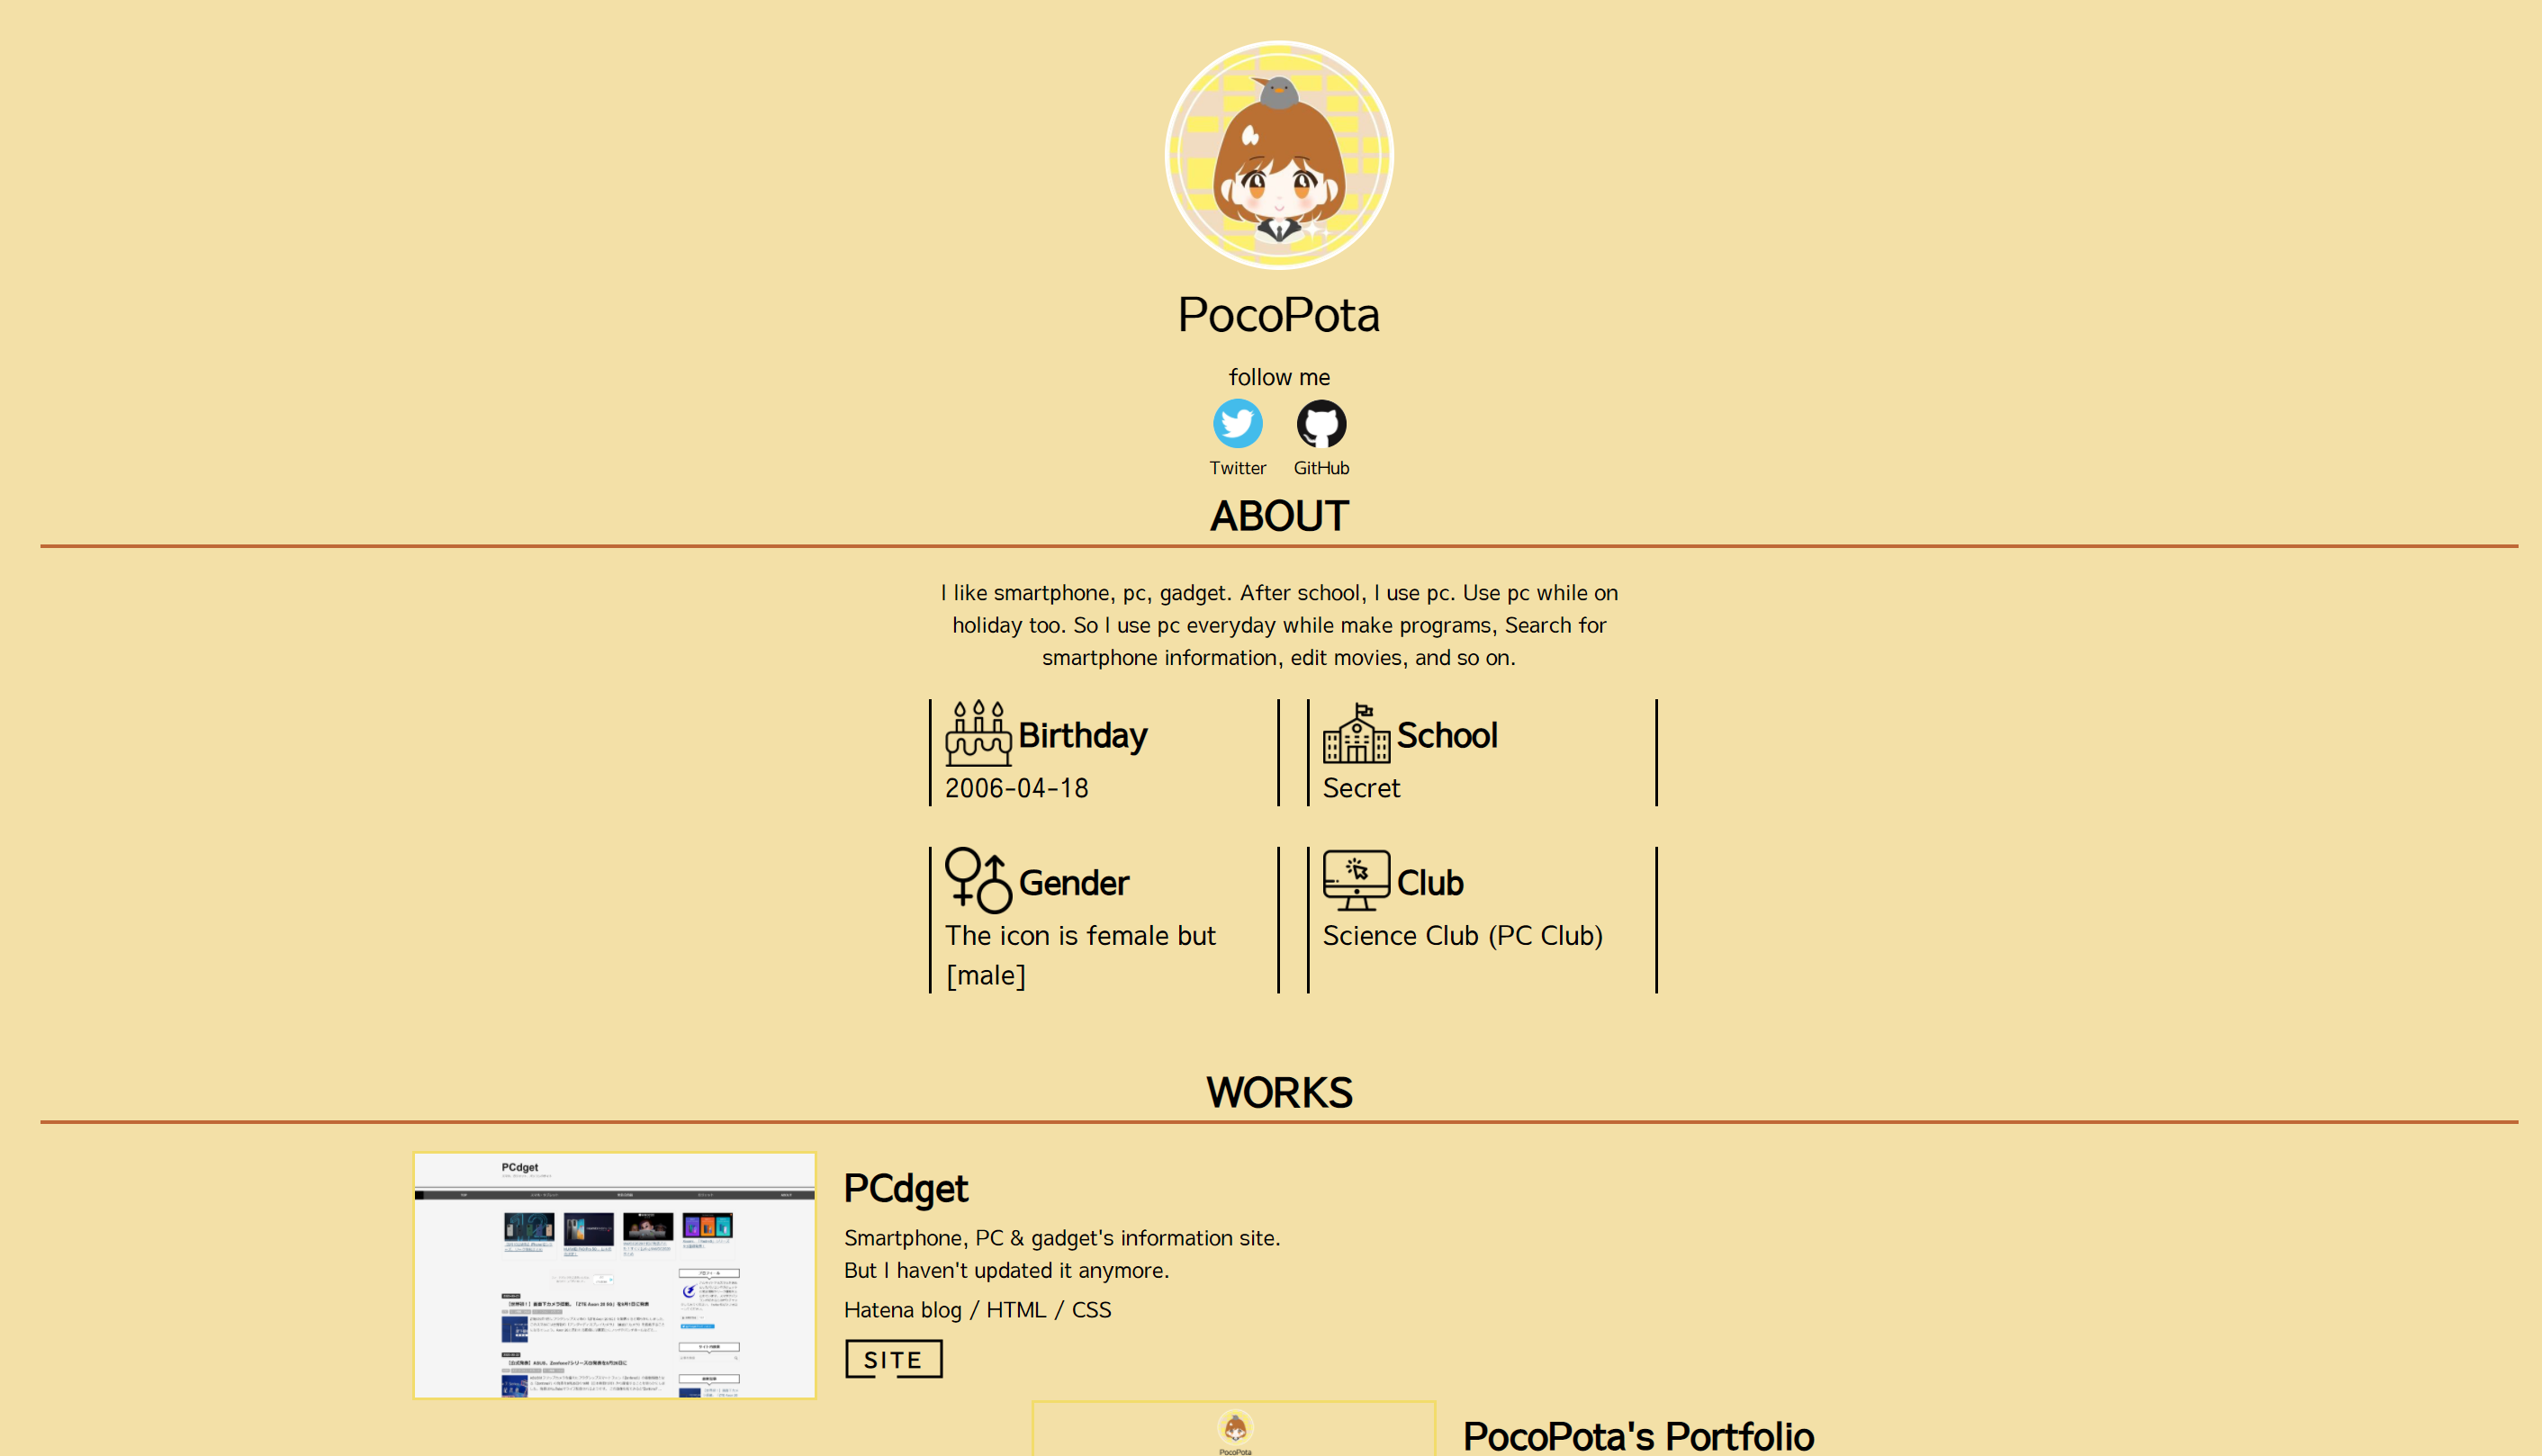 PocoPota
follow me
Twitter GitHub
ABOUT
I like smartphone, pc, gadget. After school, I use pc. Use pc while on
holiday too. So I use pc everyday while make programs, Search for
smartphone information, edit movies, and so on.
Birthday
2006-04-18
School
Secret
Gender
The icon is female but
[male]
Club
Science Club (PC Club)
WORKS
PCdget
PCdget
Smartphone, PC & gadget's information site.
But I haven't updated it anymore.
Hatena blog / HTML / CSS
SITE
PocoPota
PocoPota's Portfolio